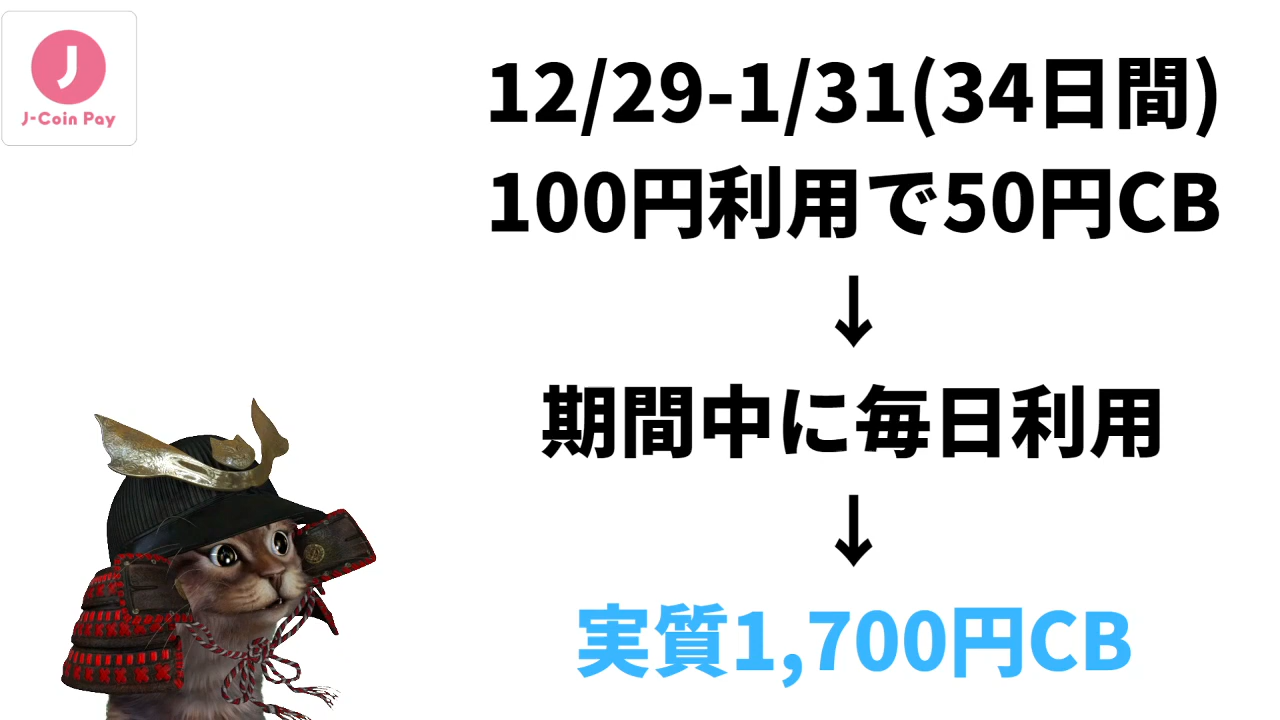 J-Coin Pay
12/29-1/31(34日間)
100円利用で50円CB
↓
期間中に毎日利用
↓
実質1,700円CB